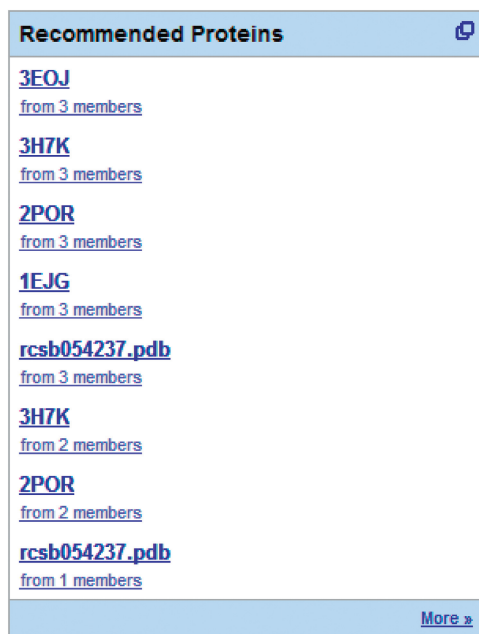 Recommended Proteins
3EOJ
from 3 members
3H7K
from 3 members
2POR
from 3 members
1EJG
from 3 members
rcsb054237.pdb
from 3 members
3H7K
from 2 members
2POR
from 2 members
rcsb054237.pdb
from 1 members
More »